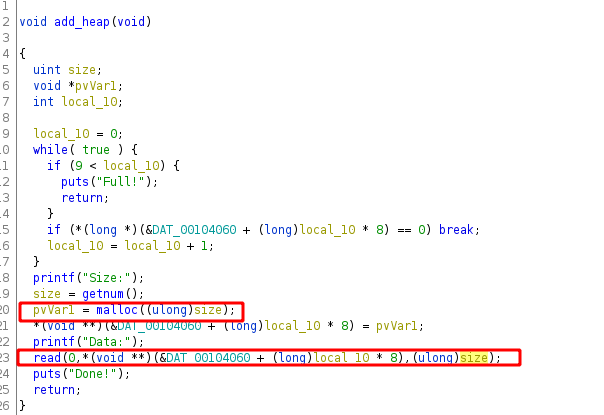 1
2 void add_heap(void)
3
4 {
5 uint size;
6 void *pvVar1;
7 int local_10;
8
9 local_10 = 0;
10 while( true ) {
11 if (9 < local_10) {
12 puts("Full!");
13 return;
14 }
15 if (*(long *)(&DAT_00104060 + (long)local_10 * 8) == 0) break;
16 local_10 = local_10 + 1;
17 }
18 printf("Size:");
19 size = getnum();
20 pvVar1 = malloc((ulong)size);
21 *(void **)(&DAT_00104060 + (long)local_10 * 8) = pvVar1;
22 printf("Data:");
23 read(0,*(void **)(&DAT_00104060 + (long)local_10 * 8),(ulong)size);
24 puts("Done!");
25 return;
26 }